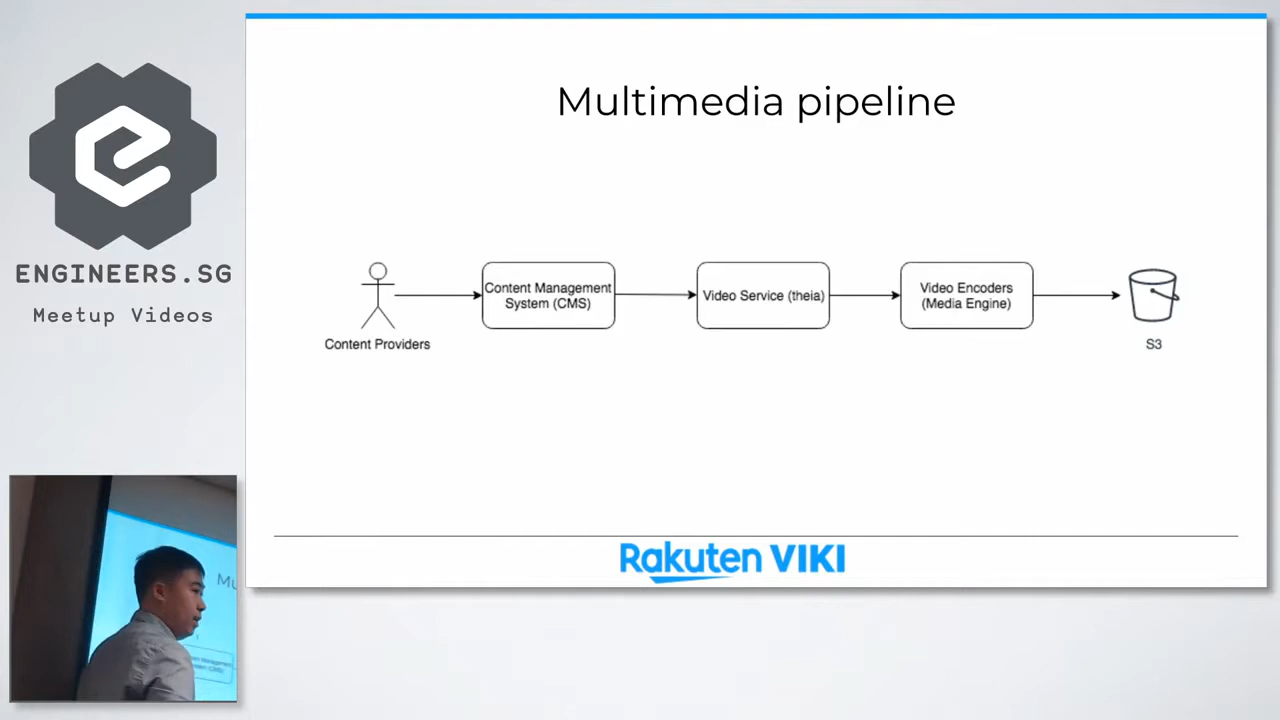 ENGINEERS.SG
Meetup Videos
Multimedia pipeline
Content Providers
Content Management
System (CMS)
Video Service (theia)
Video Encoders
(Media Engine)
S3
Rakuten VIKI
Mu